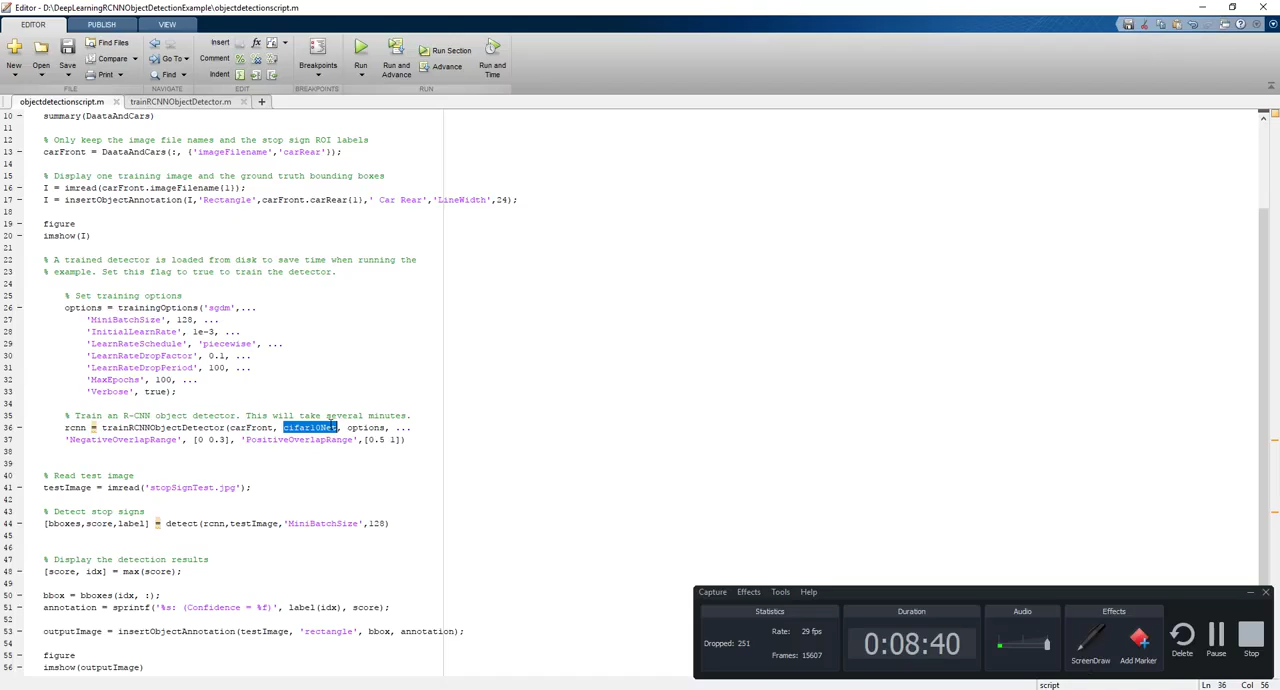 Editor - D:\DeepLearningRCNNObjectDetectionExample\objectdetectionscript.m
EDITOR PUBLISH VIEW
New Open Save Find Files Compare Print
Go To Find
Insert fx
Comment
Indent
Breakpoints Run Run and Advance Run Section Advance Run and Time
FILE NAVIGATE EDIT BREAKPOINTS RUN
objectdetectionscript.m trainRCNNObjectDetector.m
10 summary(DaataAndCars)
11
12 % Only keep the image file names and the stop sign ROI labels
13 carFront = DaataAndCars(:, {'imageFilename','carRear'});
14
15 % Display one training image and the ground truth bounding boxes
16 I = imread(carFront.imageFilename{1});
17 I = insertObjectAnnotation(I,'Rectangle',carFront.carRear{1},' Car Rear','LineWidth',24);
18
19 figure
20 imshow(I)
21
22 % A trained detector is loaded from disk to save time when running the
23 % example. Set this flag to true to train the detector.
24
25 % Set training options
26 options = trainingOptions('sgdm',...
27 'MiniBatchSize', 128, ...
28 'InitialLearnRate', 1e-3, ...
29 'LearnRateSchedule', 'piecewise', ...
30 'LearnRateDropFactor', 0.1, ...
31 'LearnRateDropPeriod', 100, ...
32 'MaxEpochs', 100, ...
33 'Verbose', true);
34
35 % Train an R-CNN object detector. This will take several minutes.
36 rcnn = trainRCNNObjectDetector(carFront, cifar10Net, options, ...
37 'NegativeOverlapRange', [0 0.3], 'PositiveOverlapRange',[0.5 1])
38
39
40 % Read test image
41 testImage = imread('stopSignTest.jpg');
42
43 % Detect stop signs
44 [bboxes,score,label] = detect(rcnn,testImage,'MiniBatchSize',128)
45
46
47 % Display the detection results
48 [score, idx] = max(score);
49
50 bbox = bboxes(idx, :);
51 annotation = sprintf('%s: (Confidence = %f)', label(idx), score);
52
53 outputImage = insertObjectAnnotation(testImage, 'rectangle', bbox, annotation);
54
55 figure
56 imshow(outputImage)
Capture Effects Tools Help
Statistics Duration Audio Effects
Dropped: 251 Rate: 29 fps
Frames: 15607
0:08:40
ScreenDraw Add Marker Delete Pause Stop
script Ln 36 Col 56